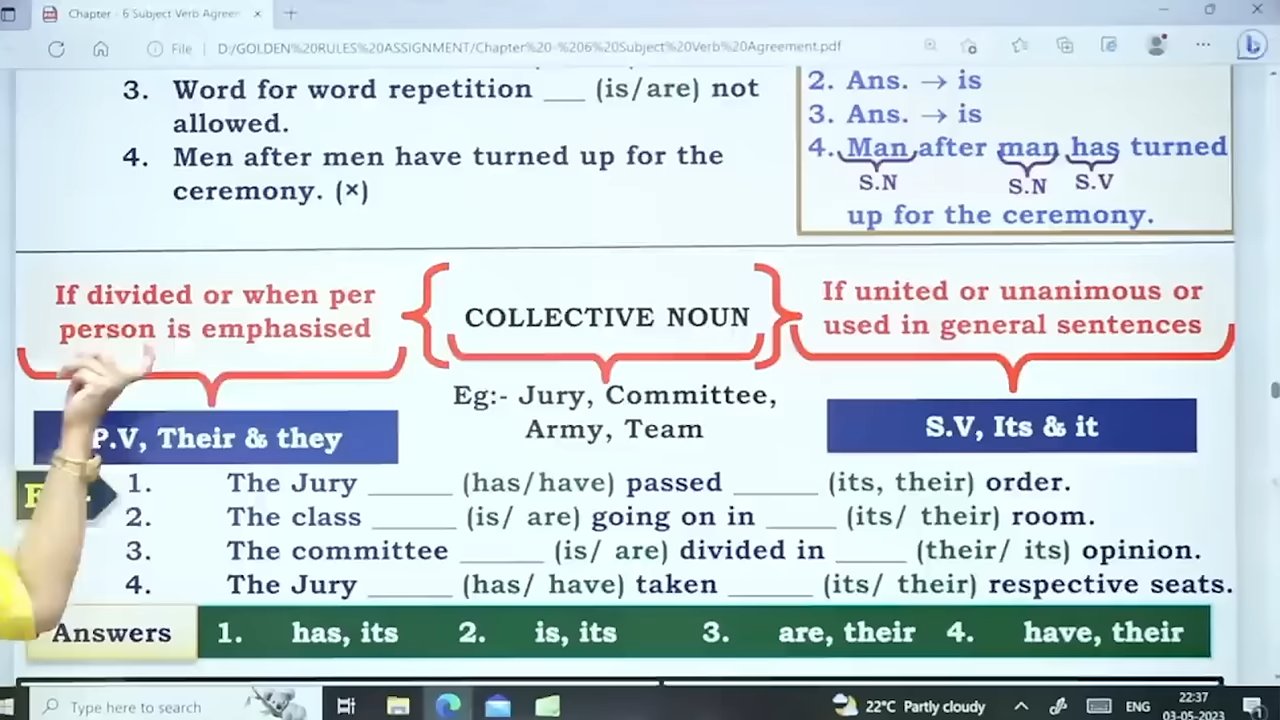 Chapter - 6 Subject Verb Agreer
File
D:/GOLDEN%20RULES%20ASSIGNMENT/Chapter%20-%206%20Subject%20Verb%20Agreement.pdf
3. Word for word repetition ___ (is/are) not
allowed.
4. Men after men have turned up for the
ceremony. (×)
2. Ans. → is
3. Ans. → is
4. Man after man has turned
S.N S.N S.V
up for the ceremony.
If divided or when per
person is emphasised
COLLECTIVE NOUN
If united or unanimous or
used in general sentences
Eg:- Jury, Committee,
Army, Team
P.V, Their & they
S.V, Its & it
1. The Jury ______ (has/have) passed ______ (its, their) order.
2. The class ______ (is/ are) going on in _____ (its/ their) room.
3. The committee ______ (is/ are) divided in _____ (their/ its) opinion.
4. The Jury ______ (has/ have) taken ______ (its/ their) respective seats.
Answers 1. has, its 2. is, its 3. are, their 4. have, their
Type here to search
22°C Partly cloudy
ENG
22:37
03-05-2023